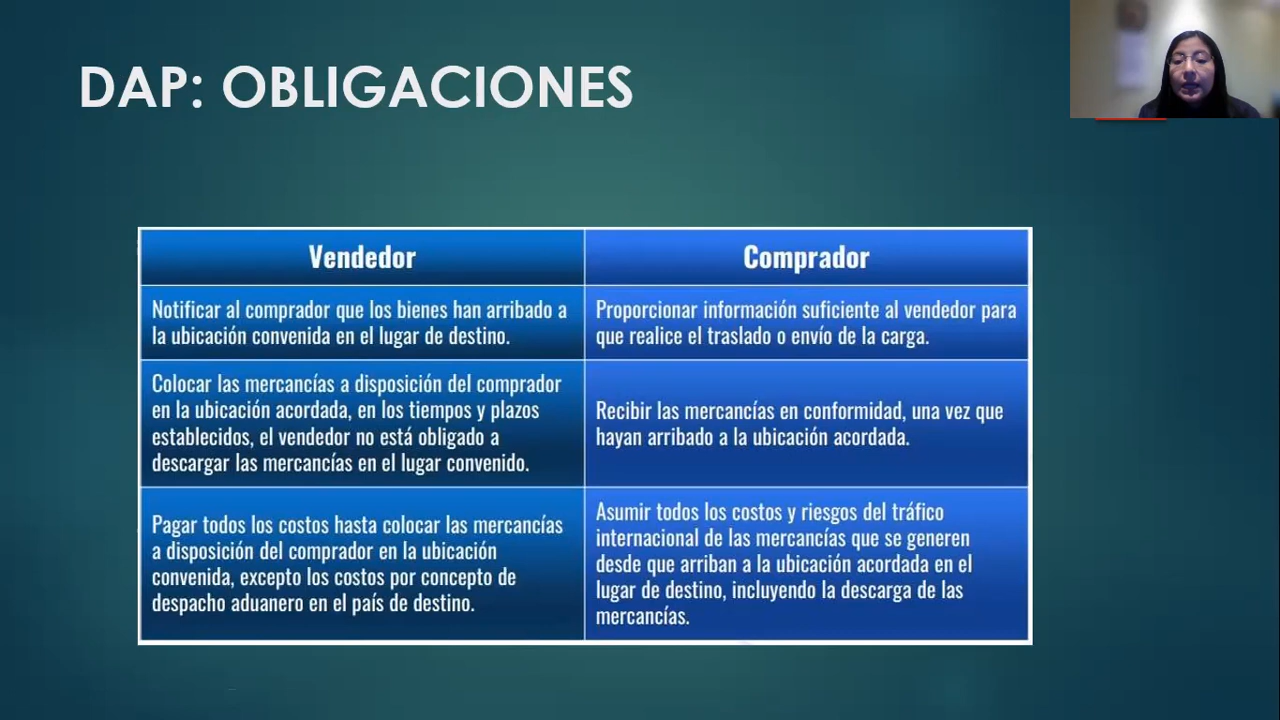 DAP: OBLIGACIONES
Vendedor
Comprador
Notificar al comprador que los bienes han arribado a
la ubicación convenida en el lugar de destino.
Proporcionar información suficiente al vendedor para
que realice el traslado o envío de la carga.
Colocar las mercancías a disposición del comprador
en la ubicación acordada, en los tiempos y plazos
establecidos, el vendedor no está obligado a
descargar las mercancías en el lugar convenido.
Recibir las mercancías en conformidad, una vez que
hayan arribado a la ubicación acordada.
Pagar todos los costos hasta colocar las mercancías
a disposición del comprador en la ubicación
convenida, excepto los costos por concepto de
despacho aduanero en el país de destino.
Asumir todos los costos y riesgos del tráfico
internacional de las mercancías que se generen
desde que arriban a la ubicación acordada en el
lugar de destino, incluyendo la descarga de las
mercancías.